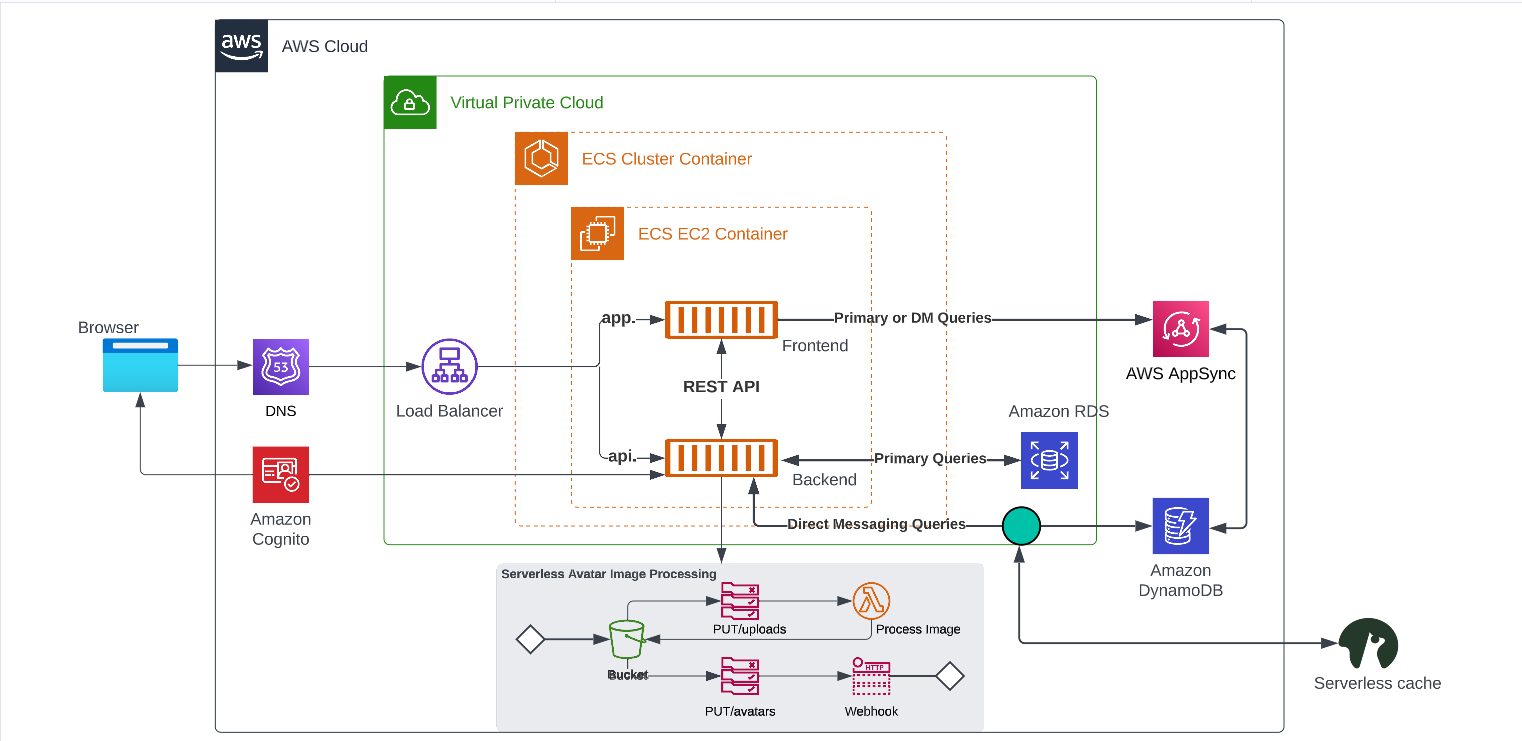 aws
AWS Cloud
Virtual Private Cloud
ECS Cluster Container
ECS EC2 Container
Browser
53
DNS
Load Balancer
app.
Frontend
Primary or DM Queries
AWS AppSync
REST API
api.
Backend
Amazon RDS
Primary Queries
Direct Messaging Queries
Amazon
Cognito
Amazon
DynamoDB
Serverless Avatar Image Processing
PUT/uploads
Process Image
Bucket
PUT/avatars
HTTP
Webhook
Serverless cache